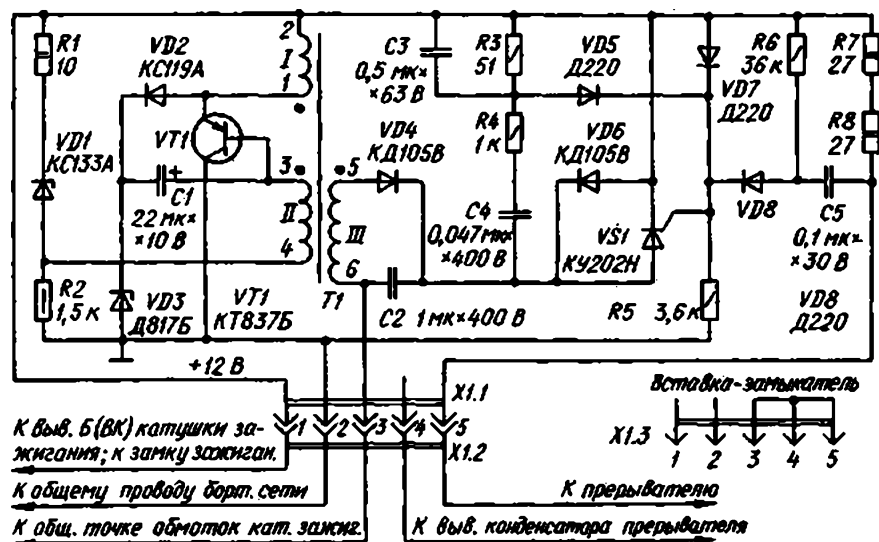 R1
10
VD2
КС119А
2
I
1
C3
0,5 мк×
×63 В
R3
51
VD5
Д220
R6
36к
R7
27
VD7
Д220
VD1
КС133А
VT1
VD4
КД105В
R4
1к
VD6
КД105В
R8
27
3
5
C1
22 мк×
×10 В
II
III
C4
0,047мк×
×400 В
VS1
КУ202Н
VD8
C5
0,1 мк×
×30 В
4
6
R2
1,5 к
VD3
Д817Б
VT1
КТ837Б
T1
C2 1 мк×400 В
R5
3,6к
VD8
Д220
+12 В
X1.1
Вставка-замыкатель
К выв. Б(ВК) катушки за-
жигания; к замку зажиган.
1
2
3
4
5
X1.2
X1.3
1
2
3
4
5
К общему проводу борт. сети
К прерывателю
К общ. точке обмоток кат. зажиг.
К выв. конденсатора прерывателя